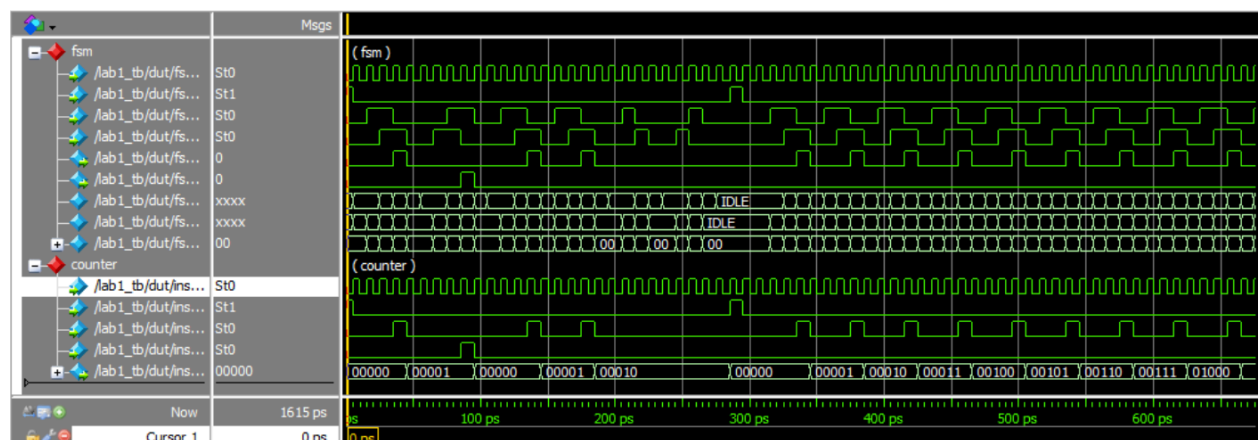 Msgs
fsm (fsm)
/lab1_tb/dut/fs... St0
/lab1_tb/dut/fs... St1
/lab1_tb/dut/fs... St0
/lab1_tb/dut/fs... St0
/lab1_tb/dut/fs... 0
/lab1_tb/dut/fs... 0
/lab1_tb/dut/fs... xxxx IDLE
/lab1_tb/dut/fs... xxxx IDLE
/lab1_tb/dut/fs... 00 00 00 00
counter (counter)
/lab1_tb/dut/ins... St0
/lab1_tb/dut/ins... St1
/lab1_tb/dut/ins... St0
/lab1_tb/dut/ins... St0
/lab1_tb/dut/ins... 00000 00000 00001 00000 00001 00010 00000 00001 00010 00011 00100 00101 00110 00111 01000
Now 1615 ps ps 100 ps 200 ps 300 ps 400 ps 500 ps 600 ps
Cursor 1 0 ps 0 ps